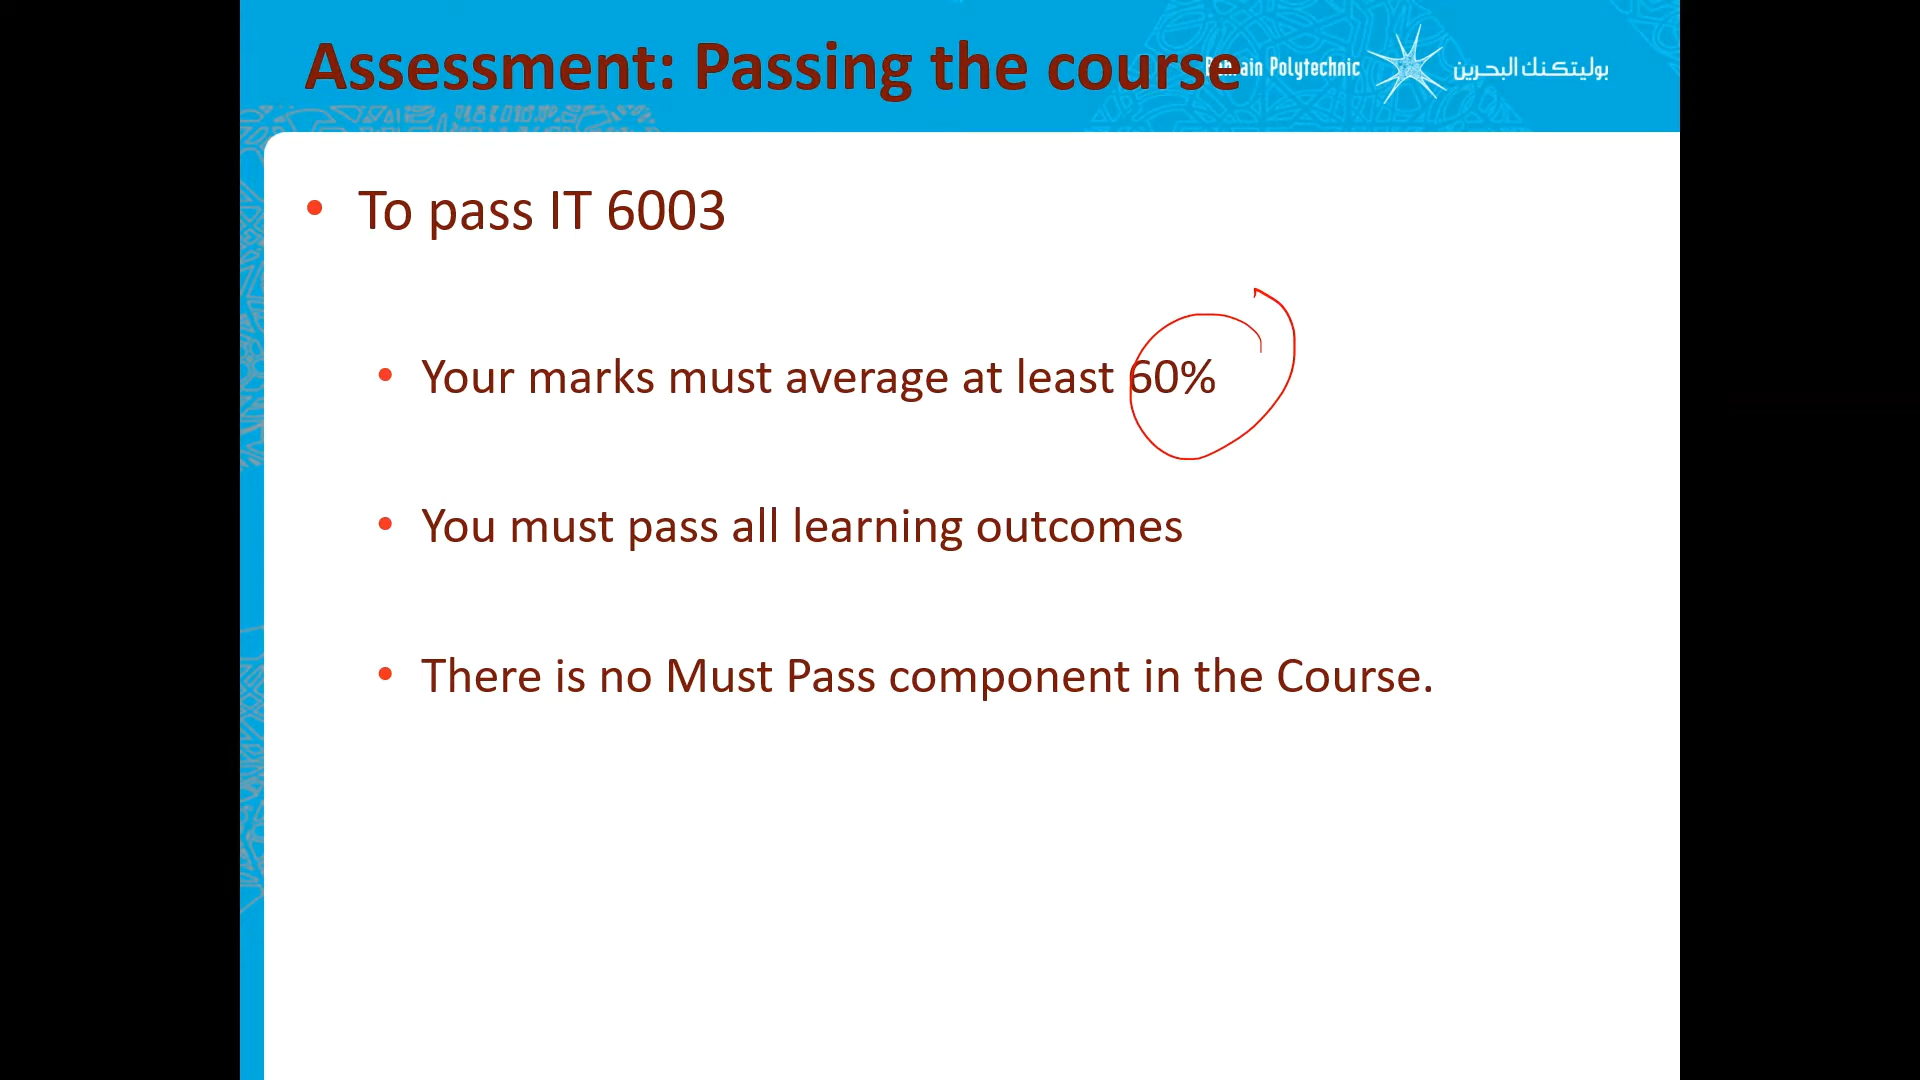 Assessment: Passing the course
Bahrain Polytechnic بوليتكنك البحرين
• To pass IT 6003
• Your marks must average at least 60%
• You must pass all learning outcomes
• There is no Must Pass component in the Course.